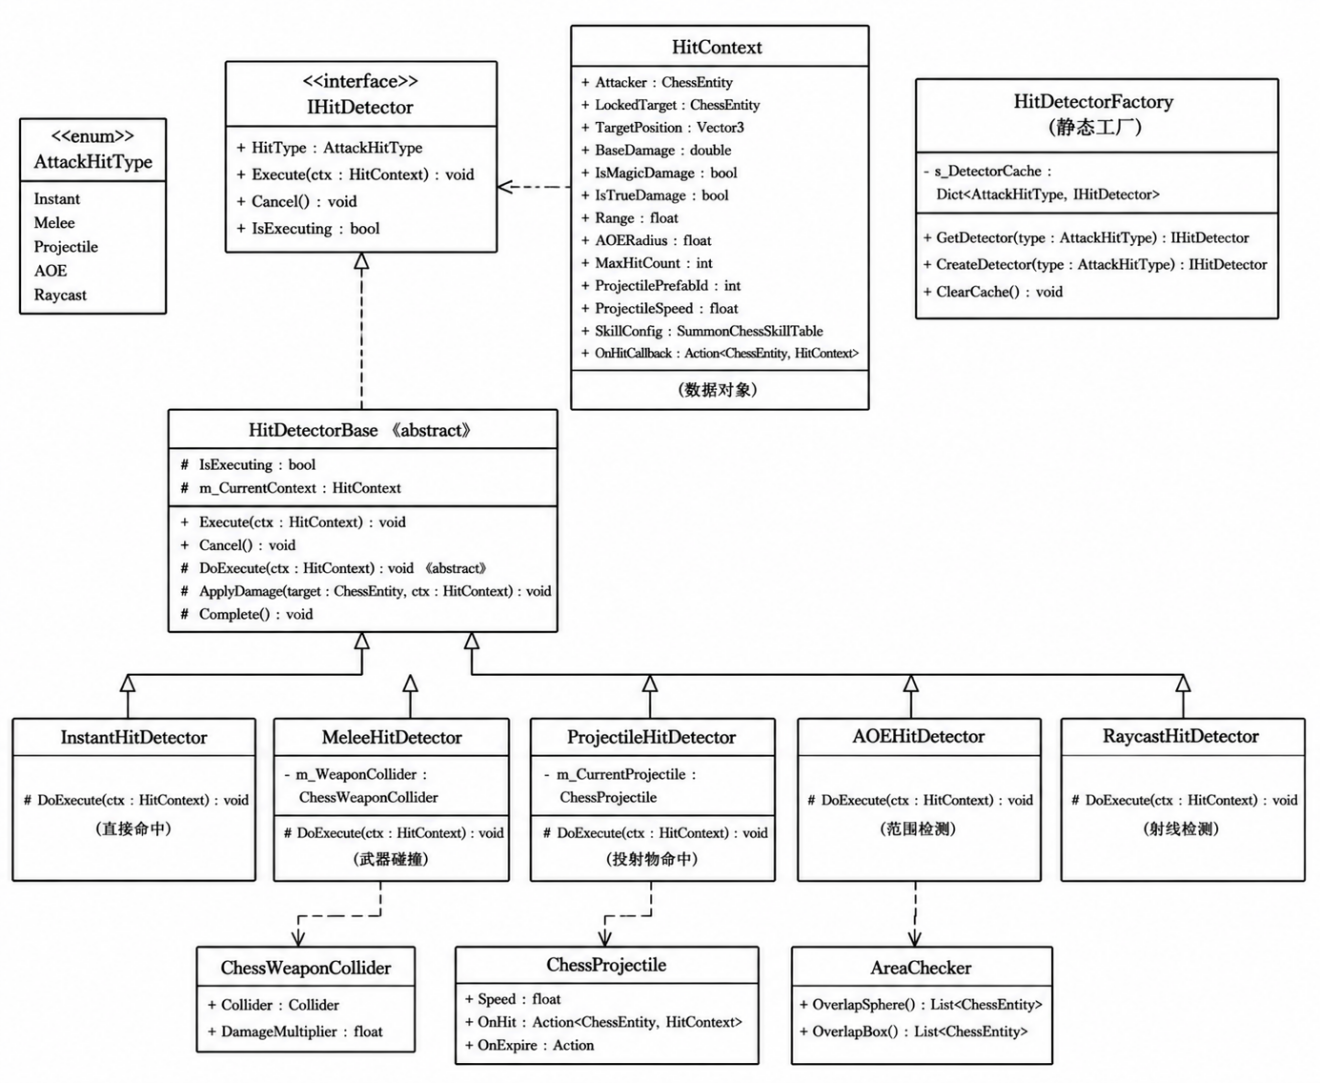 <<enum>>
AttackHitType
Instant
Melee
Projectile
AOE
Raycast
<<interface>>
IHitDetector
+ HitType : AttackHitType
+ Execute(ctx : HitContext) : void
+ Cancel() : void
+ IsExecuting : bool
HitContext
+ Attacker : ChessEntity
+ LockedTarget : ChessEntity
+ TargetPosition : Vector3
+ BaseDamage : double
+ IsMagicDamage : bool
+ IsTrueDamage : bool
+ Range : float
+ AOERadius : float
+ MaxHitCount : int
+ ProjectilePrefabId : int
+ ProjectileSpeed : float
+ SkillConfig : SummonChessSkillTable
+ OnHitCallback : Action<ChessEntity, HitContext>
(数据对象)
HitDetectorFactory
(静态工厂)
- s_DetectorCache :
Dict<AttackHitType, IHitDetector>
+ GetDetector(type : AttackHitType) : IHitDetector
+ CreateDetector(type : AttackHitType) : IHitDetector
+ ClearCache() : void
HitDetectorBase 《abstract》
# IsExecuting : bool
# m_CurrentContext : HitContext
+ Execute(ctx : HitContext) : void
+ Cancel() : void
# DoExecute(ctx : HitContext) : void 《abstract》
# ApplyDamage(target : ChessEntity, ctx : HitContext) : void
# Complete() : void
InstantHitDetector
# DoExecute(ctx : HitContext) : void
(直接命中)
MeleeHitDetector
- m_WeaponCollider :
ChessWeaponCollider
# DoExecute(ctx : HitContext) : void
(武器碰撞)
ProjectileHitDetector
- m_CurrentProjectile :
ChessProjectile
# DoExecute(ctx : HitContext) : void
(投射物命中)
AOEHitDetector
# DoExecute(ctx : HitContext) : void
(范围检测)
RaycastHitDetector
# DoExecute(ctx : HitContext) : void
(射线检测)
ChessWeaponCollider
+ Collider : Collider
+ DamageMultiplier : float
ChessProjectile
+ Speed : float
+ OnHit : Action<ChessEntity, HitContext>
+ OnExpire : Action
AreaChecker
+ OverlapSphere() : List<ChessEntity>
+ OverlapBox() : List<ChessEntity>